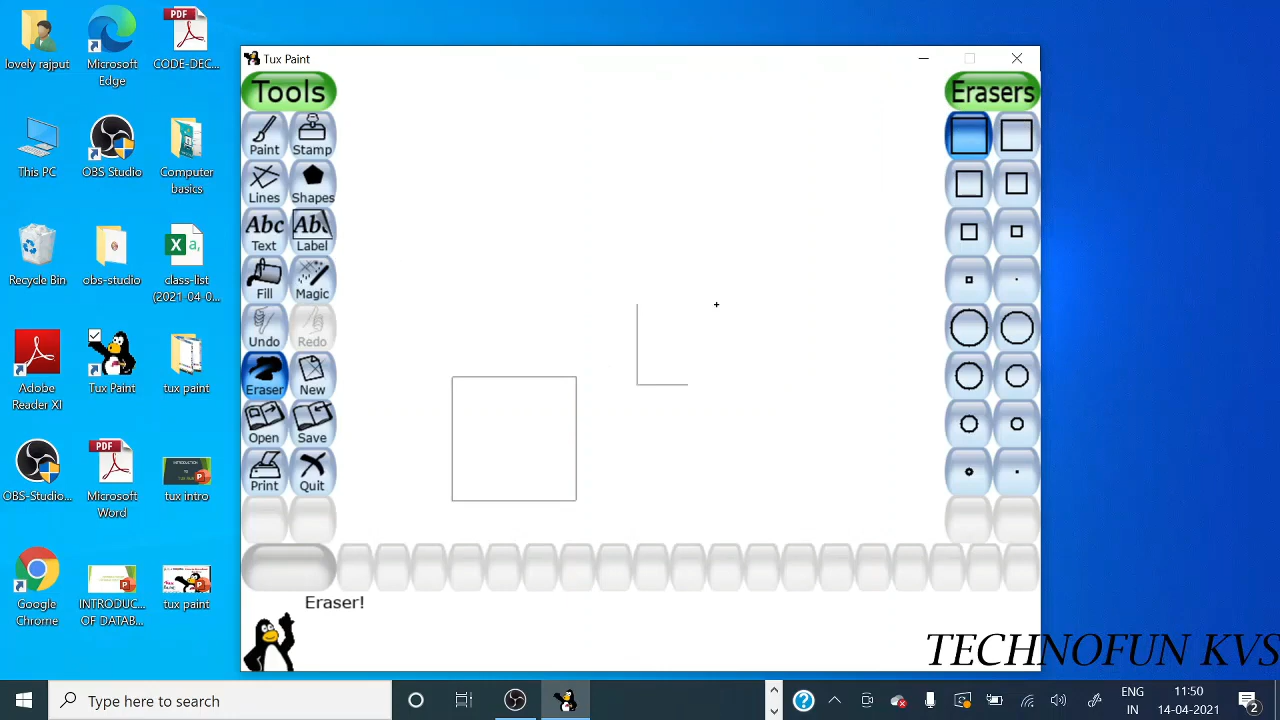 lovely rajput
Microsoft
Edge
PDF
CODE-DEC...
This PC
OBS Studio
Computer
basics
Recycle Bin
obs-studio
class-list
(2021-04-0...
Adobe
Reader XI
Tux Paint
tux paint
OBS-Studio...
PDF
Microsoft
Word
tux intro
Google
Chrome
INTRODUC...
OF DATAB...
tux paint
Tux Paint
Tools
Paint
Stamp
Lines
Shapes
Abc
Text
Abc
Label
Fill
Magic
Undo
Redo
Eraser
New
Open
Save
Print
Quit
Erasers
Eraser!
TECHNOFUN KVS
Type here to search
ENG
IN
11:50
14-04-2021
2